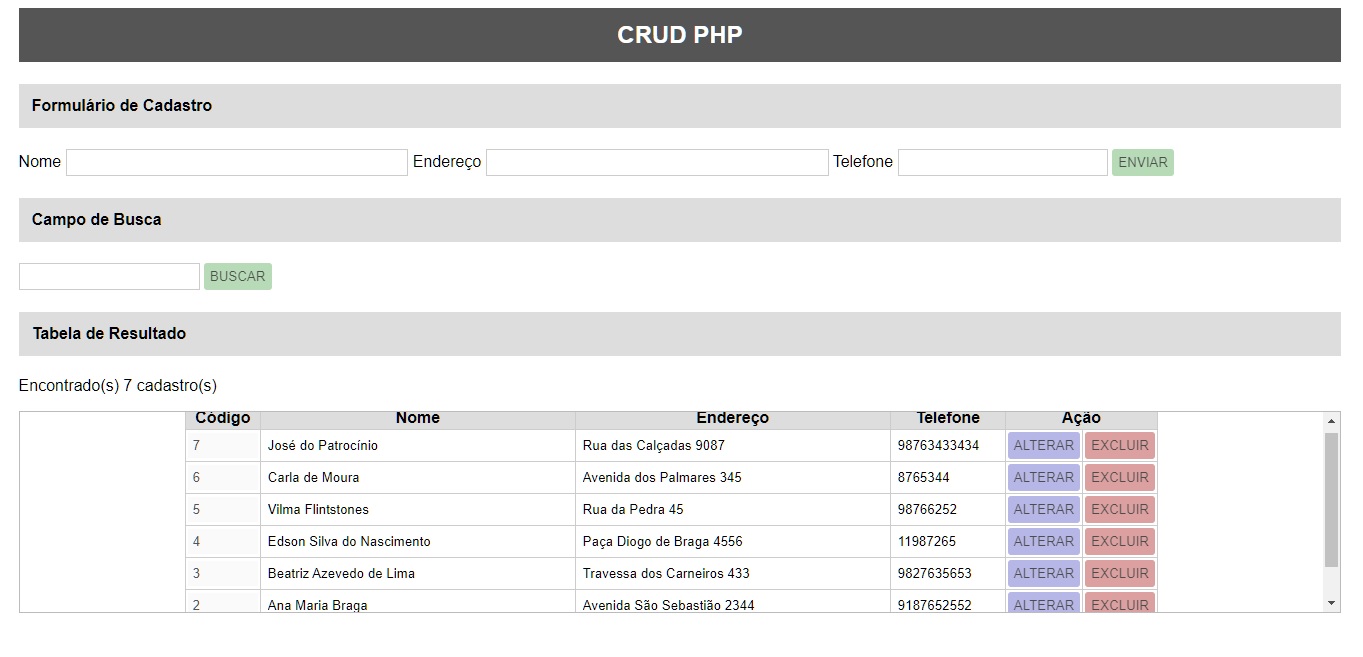 CRUD PHP
Formulário de Cadastro
Nome Endereço Telefone ENVIAR
Campo de Busca
BUSCAR
Tabela de Resultado
Encontrado(s) 7 cadastro(s)
Código Nome Endereço Telefone Ação
7 José do Patrocínio Rua das Calçadas 9087 98763433434 ALTERAR EXCLUIR
6 Carla de Moura Avenida dos Palmares 345 8765344 ALTERAR EXCLUIR
5 Vilma Flintstones Rua da Pedra 45 98766252 ALTERAR EXCLUIR
4 Edson Silva do Nascimento Paça Diogo de Braga 4556 11987265 ALTERAR EXCLUIR
3 Beatriz Azevedo de Lima Travessa dos Carneiros 433 9827635653 ALTERAR EXCLUIR
2 Ana Maria Braga Avenida São Sebastião 2344 9187652552 ALTERAR EXCLUIR